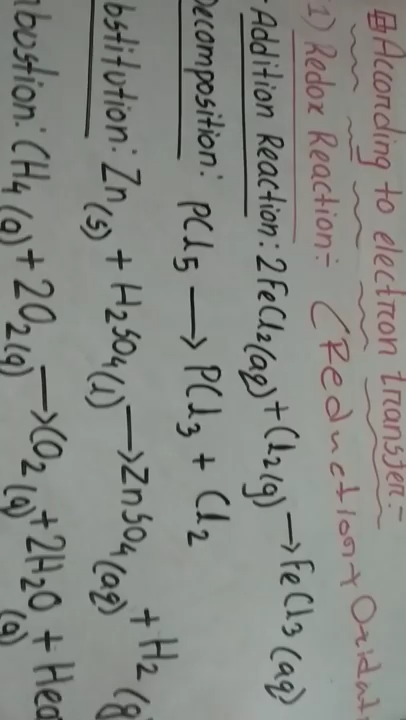 According to electron transfer:-
1) Redox Reaction:- (Reduction + Oxidat
Addition Reaction: 2FeCl2(aq) + Cl2(g) → FeCl3(aq)
Decomposition: PCl5 → PCl3 + Cl2
bstitution: Zn(s) + H2SO4(l) → ZnSO4(aq) + H2(g
bustion: CH4(g) + 2O2(g) → CO2(g) + 2H2O(g) + Hea